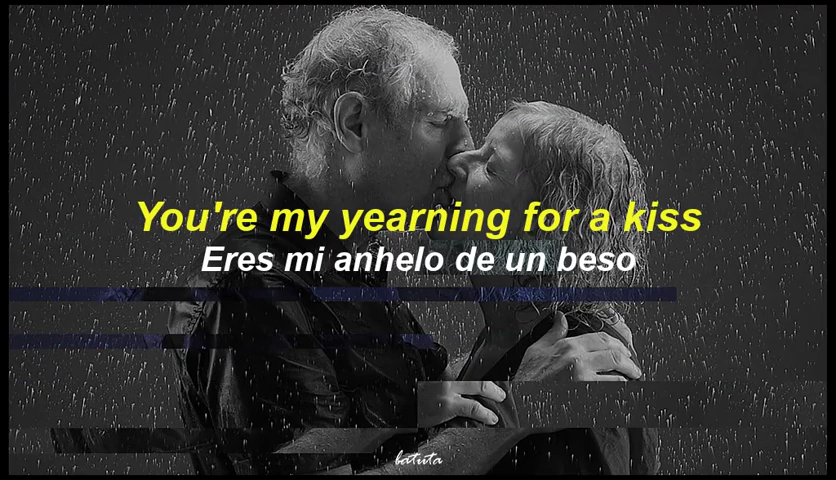 You're my yearning for a kiss
Eres mi anhelo de un beso
batuta